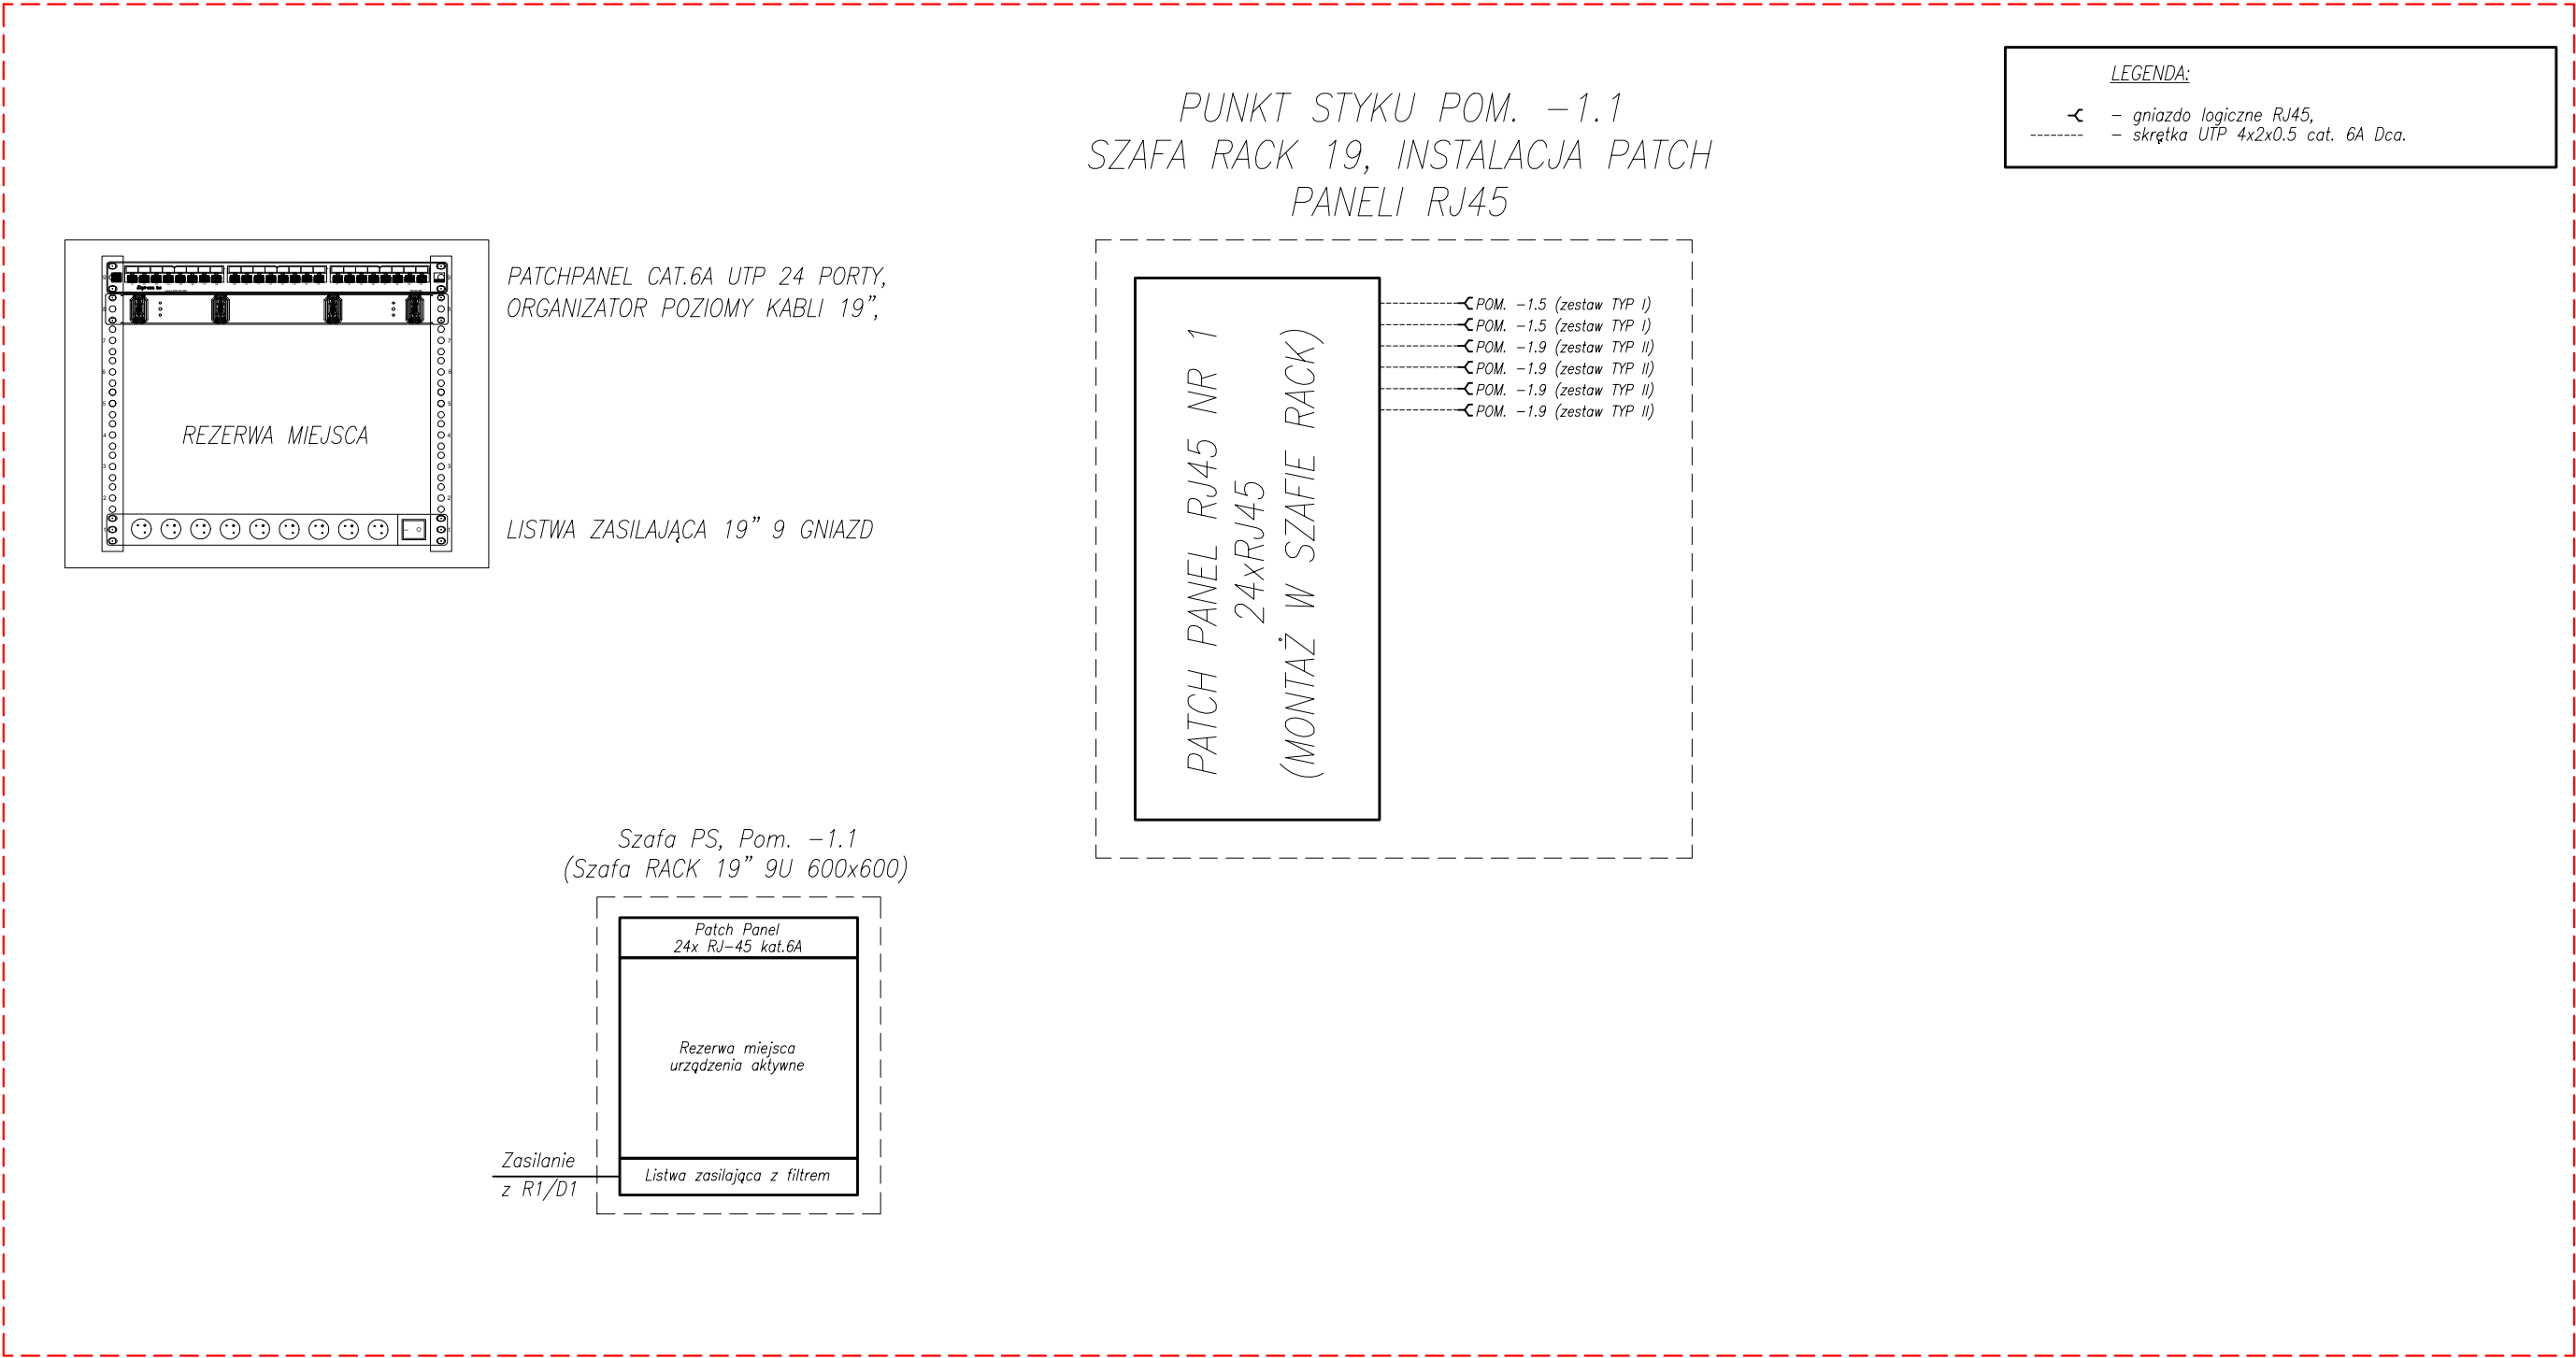 LEGENDA:
– gniazdo logiczne RJ45,
– skrętka UTP 4x2x0.5 cat. 6A Dca.
PUNKT STYKU POM. –1.1
SZAFA RACK 19, INSTALACJA PATCH
PANELI RJ45
PATCHPANEL CAT.6A UTP 24 PORTY,
ORGANIZATOR POZIOMY KABLI 19",
REZERWA MIEJSCA
LISTWA ZASILAJĄCA 19" 9 GNIAZD
PATCH PANEL RJ45 NR 1
24xRJ45
(MONTAŻ W SZAFIE RACK)
POM. –1.5 (zestaw TYP I)
POM. –1.5 (zestaw TYP I)
POM. –1.9 (zestaw TYP II)
POM. –1.9 (zestaw TYP II)
POM. –1.9 (zestaw TYP II)
POM. –1.9 (zestaw TYP II)
Szafa PS, Pom. –1.1
(Szafa RACK 19" 9U 600x600)
Patch Panel
24x RJ–45 kat.6A
Rezerwa miejsca
urządzenia aktywne
Zasilanie
z R1/D1
Listwa zasilająca z filtrem